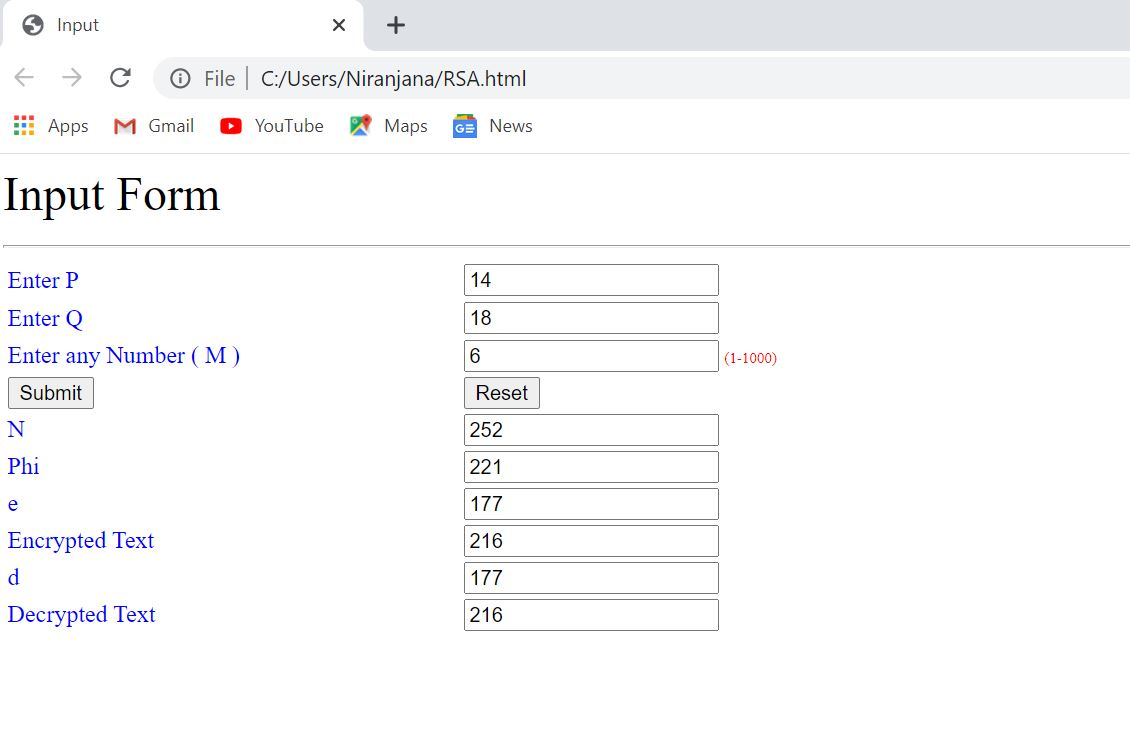 Input
File C:/Users/Niranjana/RSA.html
Apps Gmail YouTube Maps News
Input Form
Enter P 14
Enter Q 18
Enter any Number ( M ) 6 (1-1000)
Submit Reset
N 252
Phi 221
e 177
Encrypted Text 216
d 177
Decrypted Text 216